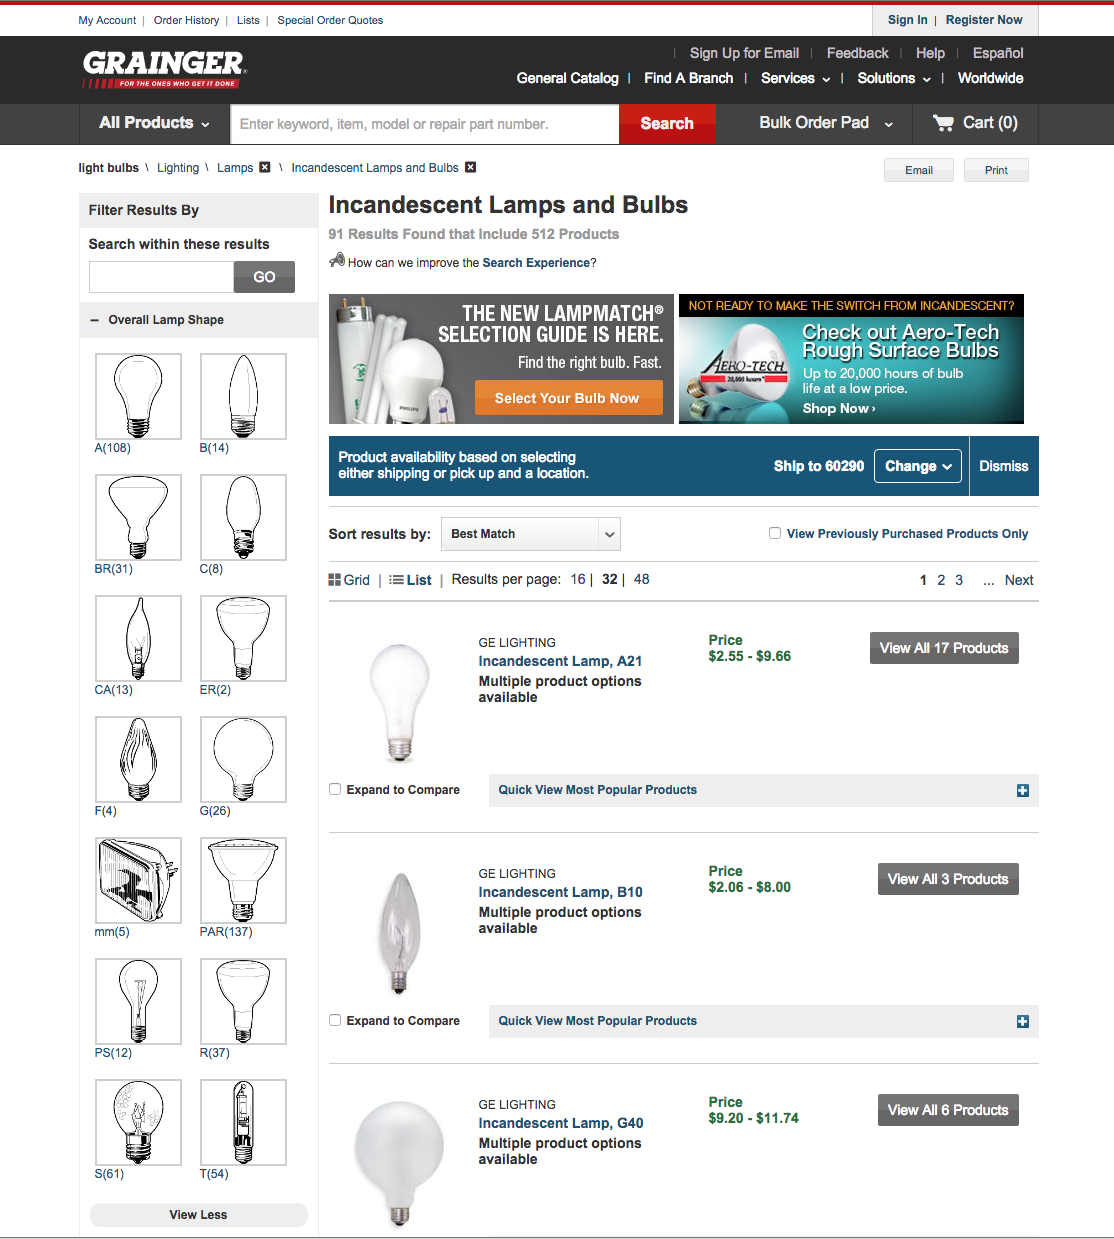 My Account | Order History | Lists | Special Order Quotes
Sign In | Register Now
GRAINGER
FOR THE ONES WHO GET IT DONE
| Sign Up for Email | Feedback | Help | Español
General Catalog | Find A Branch | Services | Solutions | Worldwide
All Products
Enter keyword, item, model or repair part number.
Search
Bulk Order Pad
Cart (0)
light bulbs \ Lighting \ Lamps \ Incandescent Lamps and Bulbs
Email
Print
Filter Results By
Search within these results
GO
Overall Lamp Shape
A(108)
B(14)
BR(31)
C(8)
CA(13)
ER(2)
F(4)
G(26)
mm(5)
PAR(137)
PS(12)
R(37)
S(61)
T(54)
View Less
Incandescent Lamps and Bulbs
91 Results Found that Include 512 Products
How can we improve the Search Experience?
THE NEW LAMPMATCH®
SELECTION GUIDE IS HERE.
Find the right bulb. Fast.
Select Your Bulb Now
PHILIPS
NOT READY TO MAKE THE SWITCH FROM INCANDESCENT?
Check out Aero-Tech
Rough Surface Bulbs
Up to 20,000 hours of bulb
life at a low price.
Shop Now ›
AERO-TECH
20,000 hours
Product availability based on selecting
either shipping or pick up and a location.
Ship to 60290
Change
Dismiss
Sort results by:
Best Match
View Previously Purchased Products Only
Grid | List | Results per page: 16 | 32 | 48
1 2 3 ... Next
GE LIGHTING
Incandescent Lamp, A21
Multiple product options
available
Price
$2.55 - $9.66
View All 17 Products
Expand to Compare
Quick View Most Popular Products
GE LIGHTING
Incandescent Lamp, B10
Multiple product options
available
Price
$2.06 - $8.00
View All 3 Products
Expand to Compare
Quick View Most Popular Products
GE LIGHTING
Incandescent Lamp, G40
Multiple product options
available
Price
$9.20 - $11.74
View All 6 Products